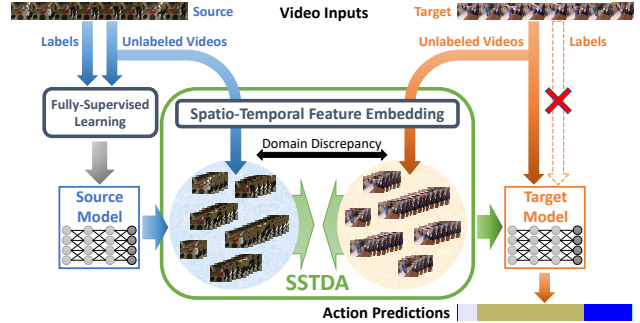 Source
Video Inputs
Target
Labels
Unlabeled Videos
Unlabeled Videos
Labels
Fully-Supervised
Learning
Spatio-Temporal Feature Embedding
Domain Discrepancy
Source
Model
Target
Model
SSTDA
Action Predictions